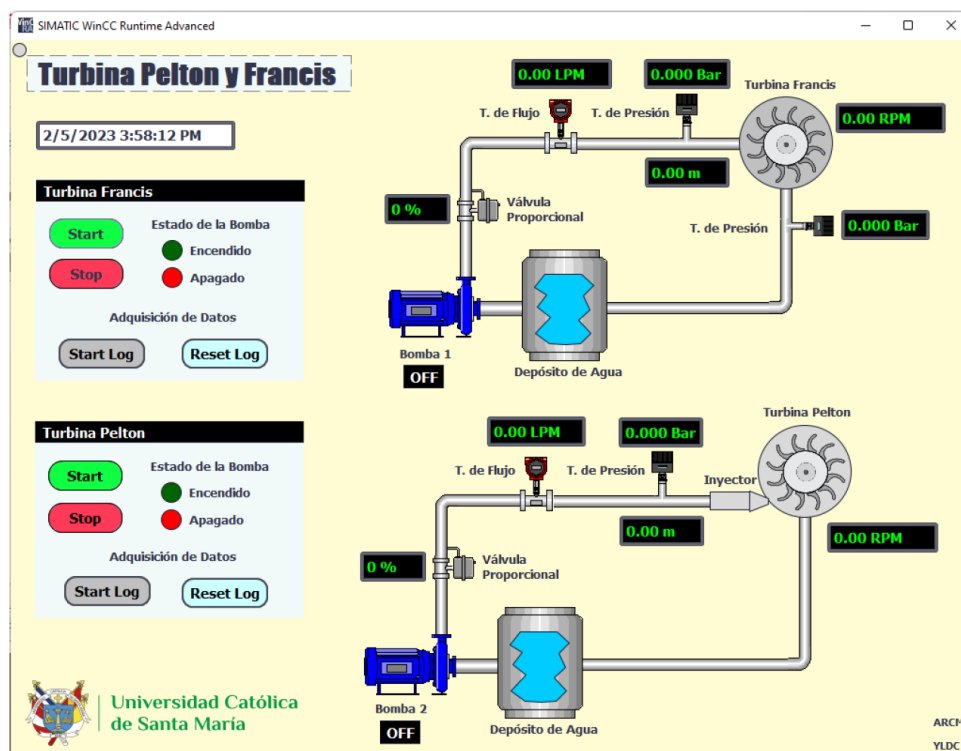 SIMATIC WinCC Runtime Advanced
Turbina Pelton y Francis
2/5/2023 3:58:12 PM
Turbina Francis
Start
Stop
Estado de la Bomba
Encendido
Apagado
Adquisición de Datos
Start Log
Reset Log
0.00 LPM
0.000 Bar
Turbina Francis
T. de Flujo
T. de Presión
0.00 RPM
0.00 m
0 %
Válvula
Proporcional
T. de Presión
0.000 Bar
Bomba 1
OFF
Depósito de Agua
Turbina Pelton
Start
Stop
Estado de la Bomba
Encendido
Apagado
Adquisición de Datos
Start Log
Reset Log
Turbina Pelton
0.00 LPM
0.000 Bar
T. de Flujo
T. de Presión
Inyector
0.00 m
0.00 RPM
0 %
Válvula
Proporcional
Bomba 2
OFF
Depósito de Agua
Universidad Católica
de Santa María
ARCM
YLDC